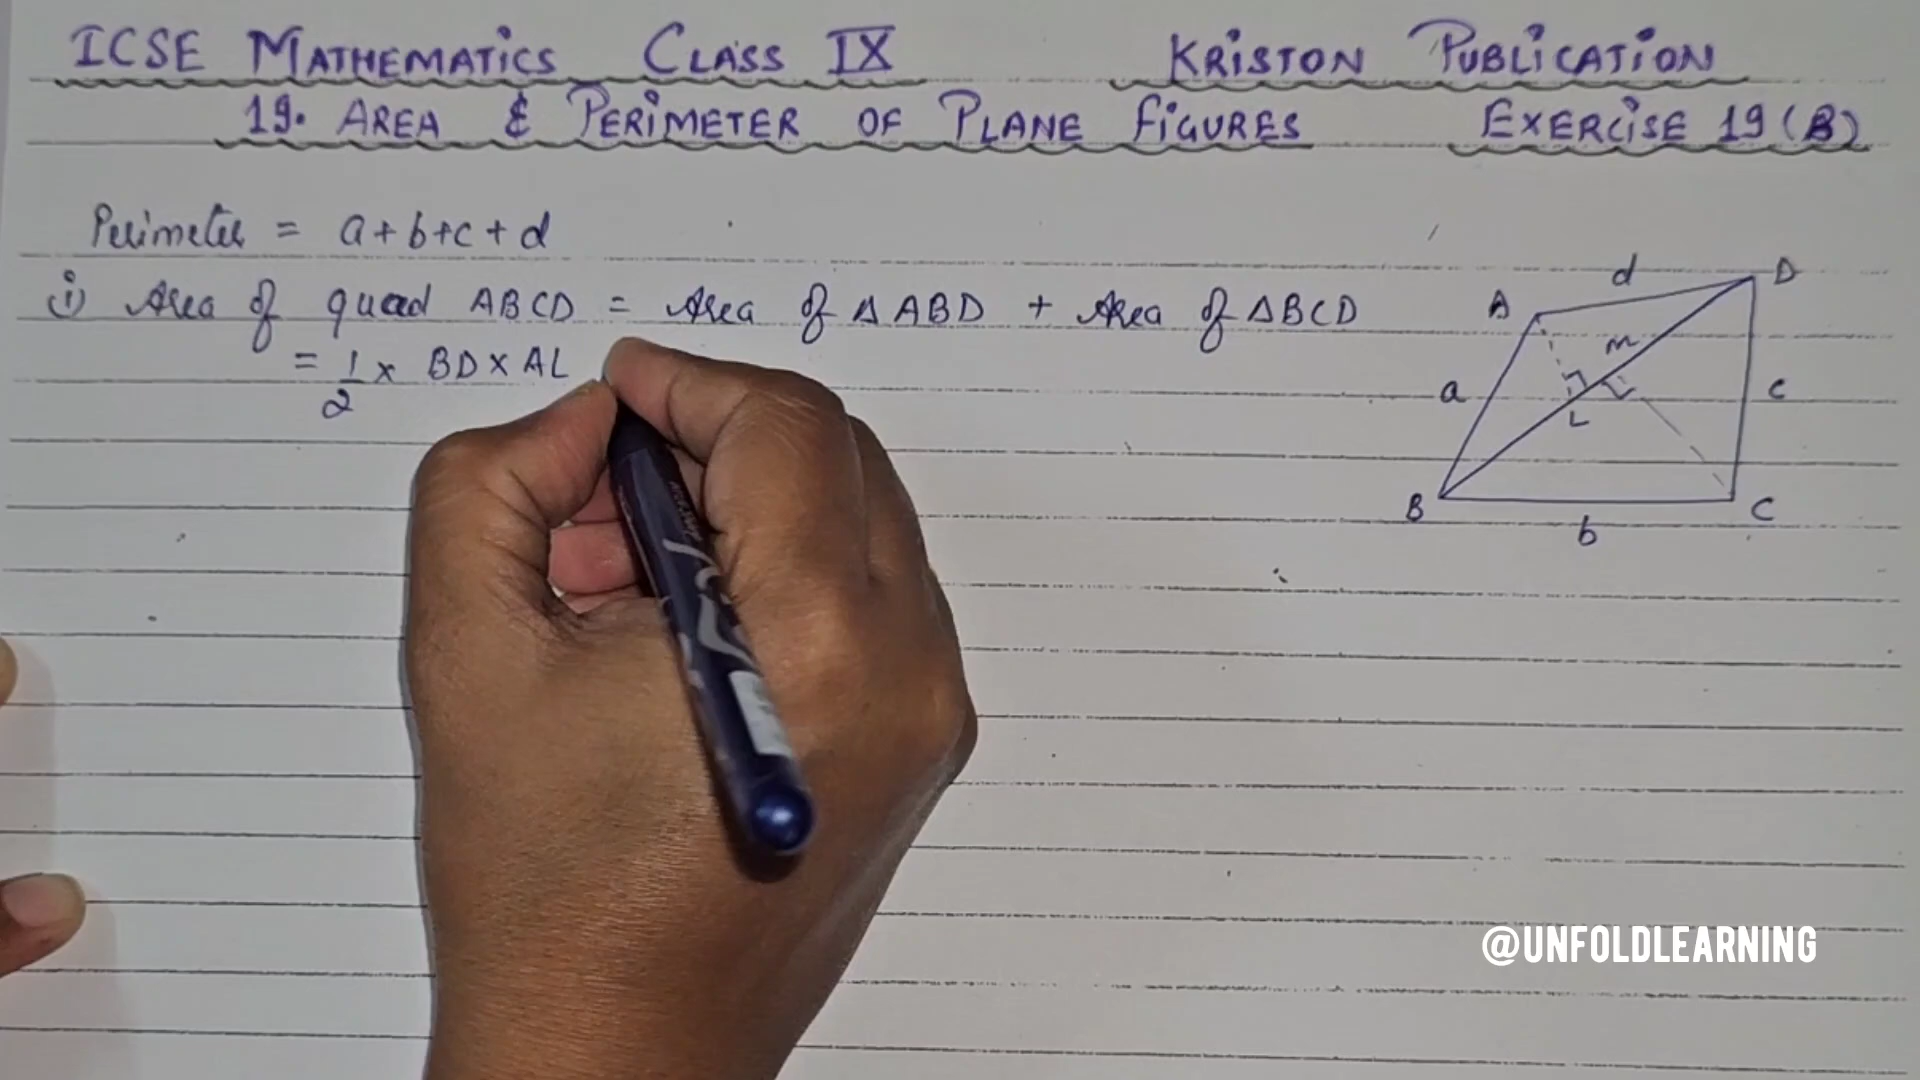 ICSE MATHEMATICS CLASS IX KRISTON PUBLICATION
19. AREA & PERIMETER OF PLANE FIGURES EXERCISE 19 (B)
Perimeter = a+b+c+d
i) Area of quad ABCD = Area of Δ ABD + Area of ΔBCD
= 1/2 × BD × AL
d
D
A
m
a
c
L
B
b
C
@UNFOLDLEARNING